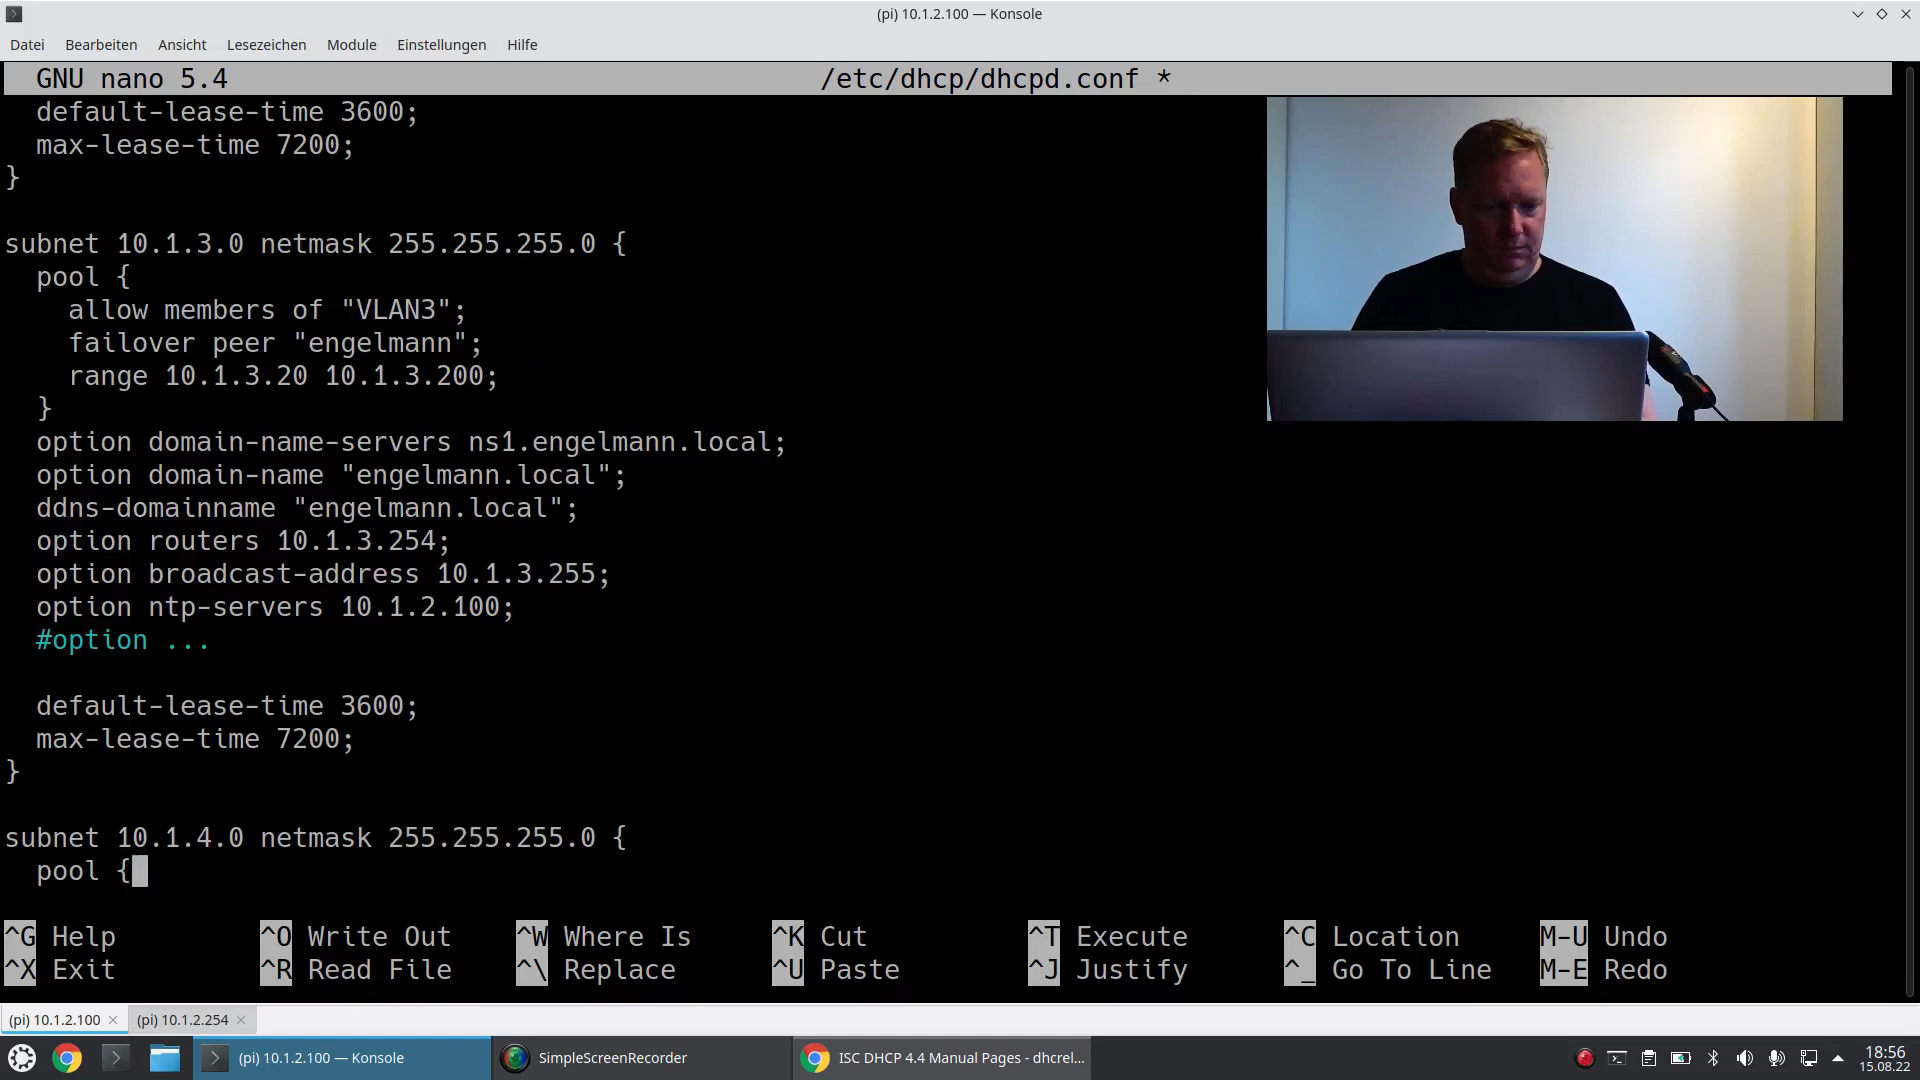 (pi) 10.1.2.100 — Konsole
Datei Bearbeiten Ansicht Lesezeichen Module Einstellungen Hilfe
GNU nano 5.4 /etc/dhcp/dhcpd.conf *
default-lease-time 3600;
max-lease-time 7200;
}
subnet 10.1.3.0 netmask 255.255.255.0 {
pool {
allow members of "VLAN3";
failover peer "engelmann";
range 10.1.3.20 10.1.3.200;
}
option domain-name-servers ns1.engelmann.local;
option domain-name "engelmann.local";
ddns-domainname "engelmann.local";
option routers 10.1.3.254;
option broadcast-address 10.1.3.255;
option ntp-servers 10.1.2.100;
#option ...
default-lease-time 3600;
max-lease-time 7200;
}
subnet 10.1.4.0 netmask 255.255.255.0 {
pool {
^G Help ^O Write Out ^W Where Is ^K Cut ^T Execute ^C Location M-U Undo
^X Exit ^R Read File ^\ Replace ^U Paste ^J Justify ^_ Go To Line M-E Redo
(pi) 10.1.2.100 (pi) 10.1.2.254
(pi) 10.1.2.100 — Konsole SimpleScreenRecorder ISC DHCP 4.4 Manual Pages - dhcrel... 18:56
15.08.22